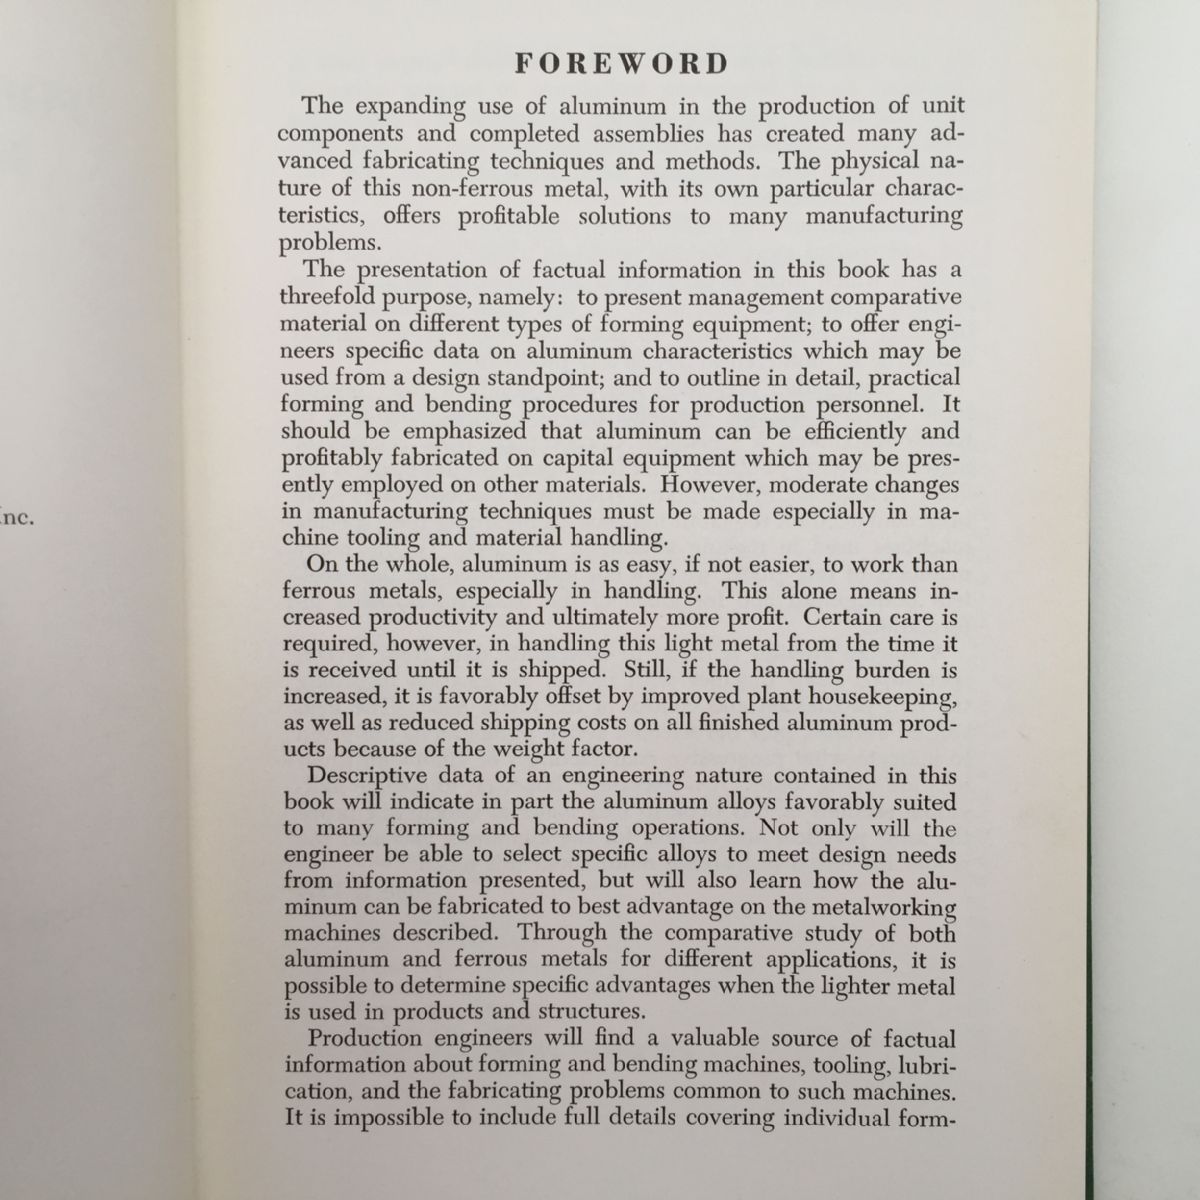 FOREWORD
The expanding use of aluminum in the production of unit
components and completed assemblies has created many ad-
vanced fabricating techniques and methods. The physical na-
ture of this non-ferrous metal, with its own particular charac-
teristics, offers profitable solutions to many manufacturing
problems.
The presentation of factual information in this book has a
threefold purpose, namely: to present management comparative
material on different types of forming equipment; to offer engi-
neers specific data on aluminum characteristics which may be
used from a design standpoint; and to outline in detail, practical
forming and bending procedures for production personnel. It
should be emphasized that aluminum can be efficiently and
profitably fabricated on capital equipment which may be pres-
ently employed on other materials. However, moderate changes
in manufacturing techniques must be made especially in ma-
chine tooling and material handling.
On the whole, aluminum is as easy, if not easier, to work than
ferrous metals, especially in handling. This alone means in-
creased productivity and ultimately more profit. Certain care is
required, however, in handling this light metal from the time it
is received until it is shipped. Still, if the handling burden is
increased, it is favorably offset by improved plant housekeeping,
as well as reduced shipping costs on all finished aluminum prod-
ucts because of the weight factor.
Descriptive data of an engineering nature contained in this
book will indicate in part the aluminum alloys favorably suited
to many forming and bending operations. Not only will the
engineer be able to select specific alloys to meet design needs
from information presented, but will also learn how the alu-
minum can be fabricated to best advantage on the metalworking
machines described. Through the comparative study of both
aluminum and ferrous metals for different applications, it is
possible to determine specific advantages when the lighter metal
is used in products and structures.
Production engineers will find a valuable source of factual
information about forming and bending machines, tooling, lubri-
cation, and the fabricating problems common to such machines.
It is impossible to include full details covering individual form-
Inc.